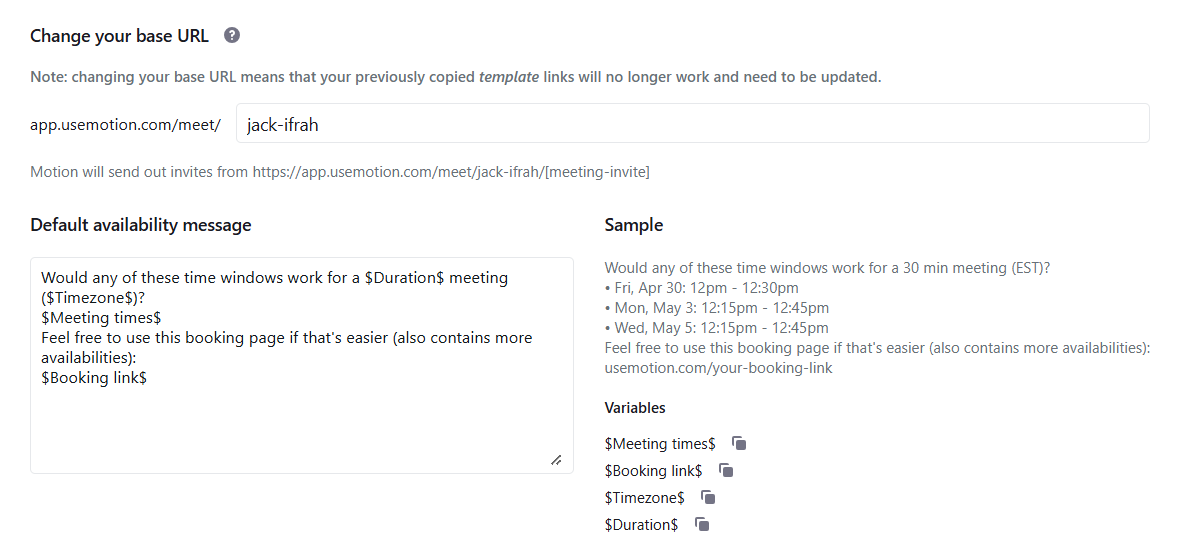 Change your base URL
Note: changing your base URL means that your previously copied template links will no longer work and need to be updated.
app.usemotion.com/meet/ jack-ifrah
Motion will send out invites from https://app.usemotion.com/meet/jack-ifrah/[meeting-invite]
Default availability message
Would any of these time windows work for a $Duration$ meeting
($Timezone$)?
$Meeting times$
Feel free to use this booking page if that's easier (also contains more
availabilities):
$Booking link$
Sample
Would any of these time windows work for a 30 min meeting (EST)?
• Fri, Apr 30: 12pm - 12:30pm
• Mon, May 3: 12:15pm - 12:45pm
• Wed, May 5: 12:15pm - 12:45pm
Feel free to use this booking page if that's easier (also contains more availabilities):
usemotion.com/your-booking-link
Variables
$Meeting times$
$Booking link$
$Timezone$
$Duration$